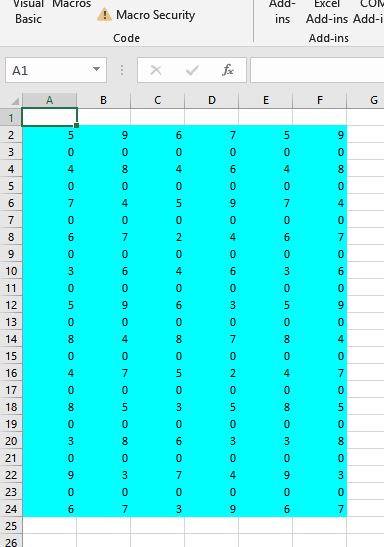 Visual Macros Add- Excel COM
Basic Macro Security ins Add-ins Add-i
Code Add-ins
A1 fx
A B C D E F G
1
2 5 9 6 7 5 9
3 0 0 0 0 0 0
4 4 8 4 6 4 8
5 0 0 0 0 0 0
6 7 4 5 9 7 4
7 0 0 0 0 0 0
8 6 7 2 4 6 7
9 0 0 0 0 0 0
10 3 6 4 6 3 6
11 0 0 0 0 0 0
12 5 9 6 3 5 9
13 0 0 0 0 0 0
14 8 4 8 7 8 4
15 0 0 0 0 0 0
16 4 7 5 2 4 7
17 0 0 0 0 0 0
18 8 5 3 5 8 5
19 0 0 0 0 0 0
20 3 8 6 3 3 8
21 0 0 0 0 0 0
22 9 3 7 4 9 3
23 0 0 0 0 0 0
24 6 7 3 9 6 7
25
26